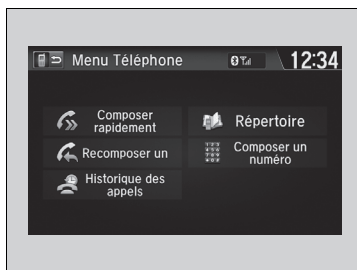 Menu Téléphone
12:34
Composer
rapidement
Répertoire
Recomposer un
Composer un
numéro
Historique des
appels